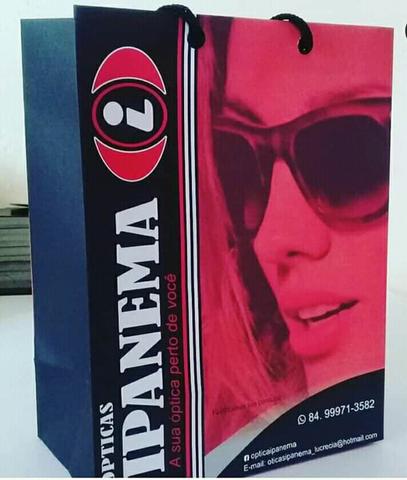 i
OPTICAS
IPANEMA
A sua óptica perto de você
84. 99971-3582
opticaipanema
E-mail: oticasipanema_lucrecia@hotmail.com